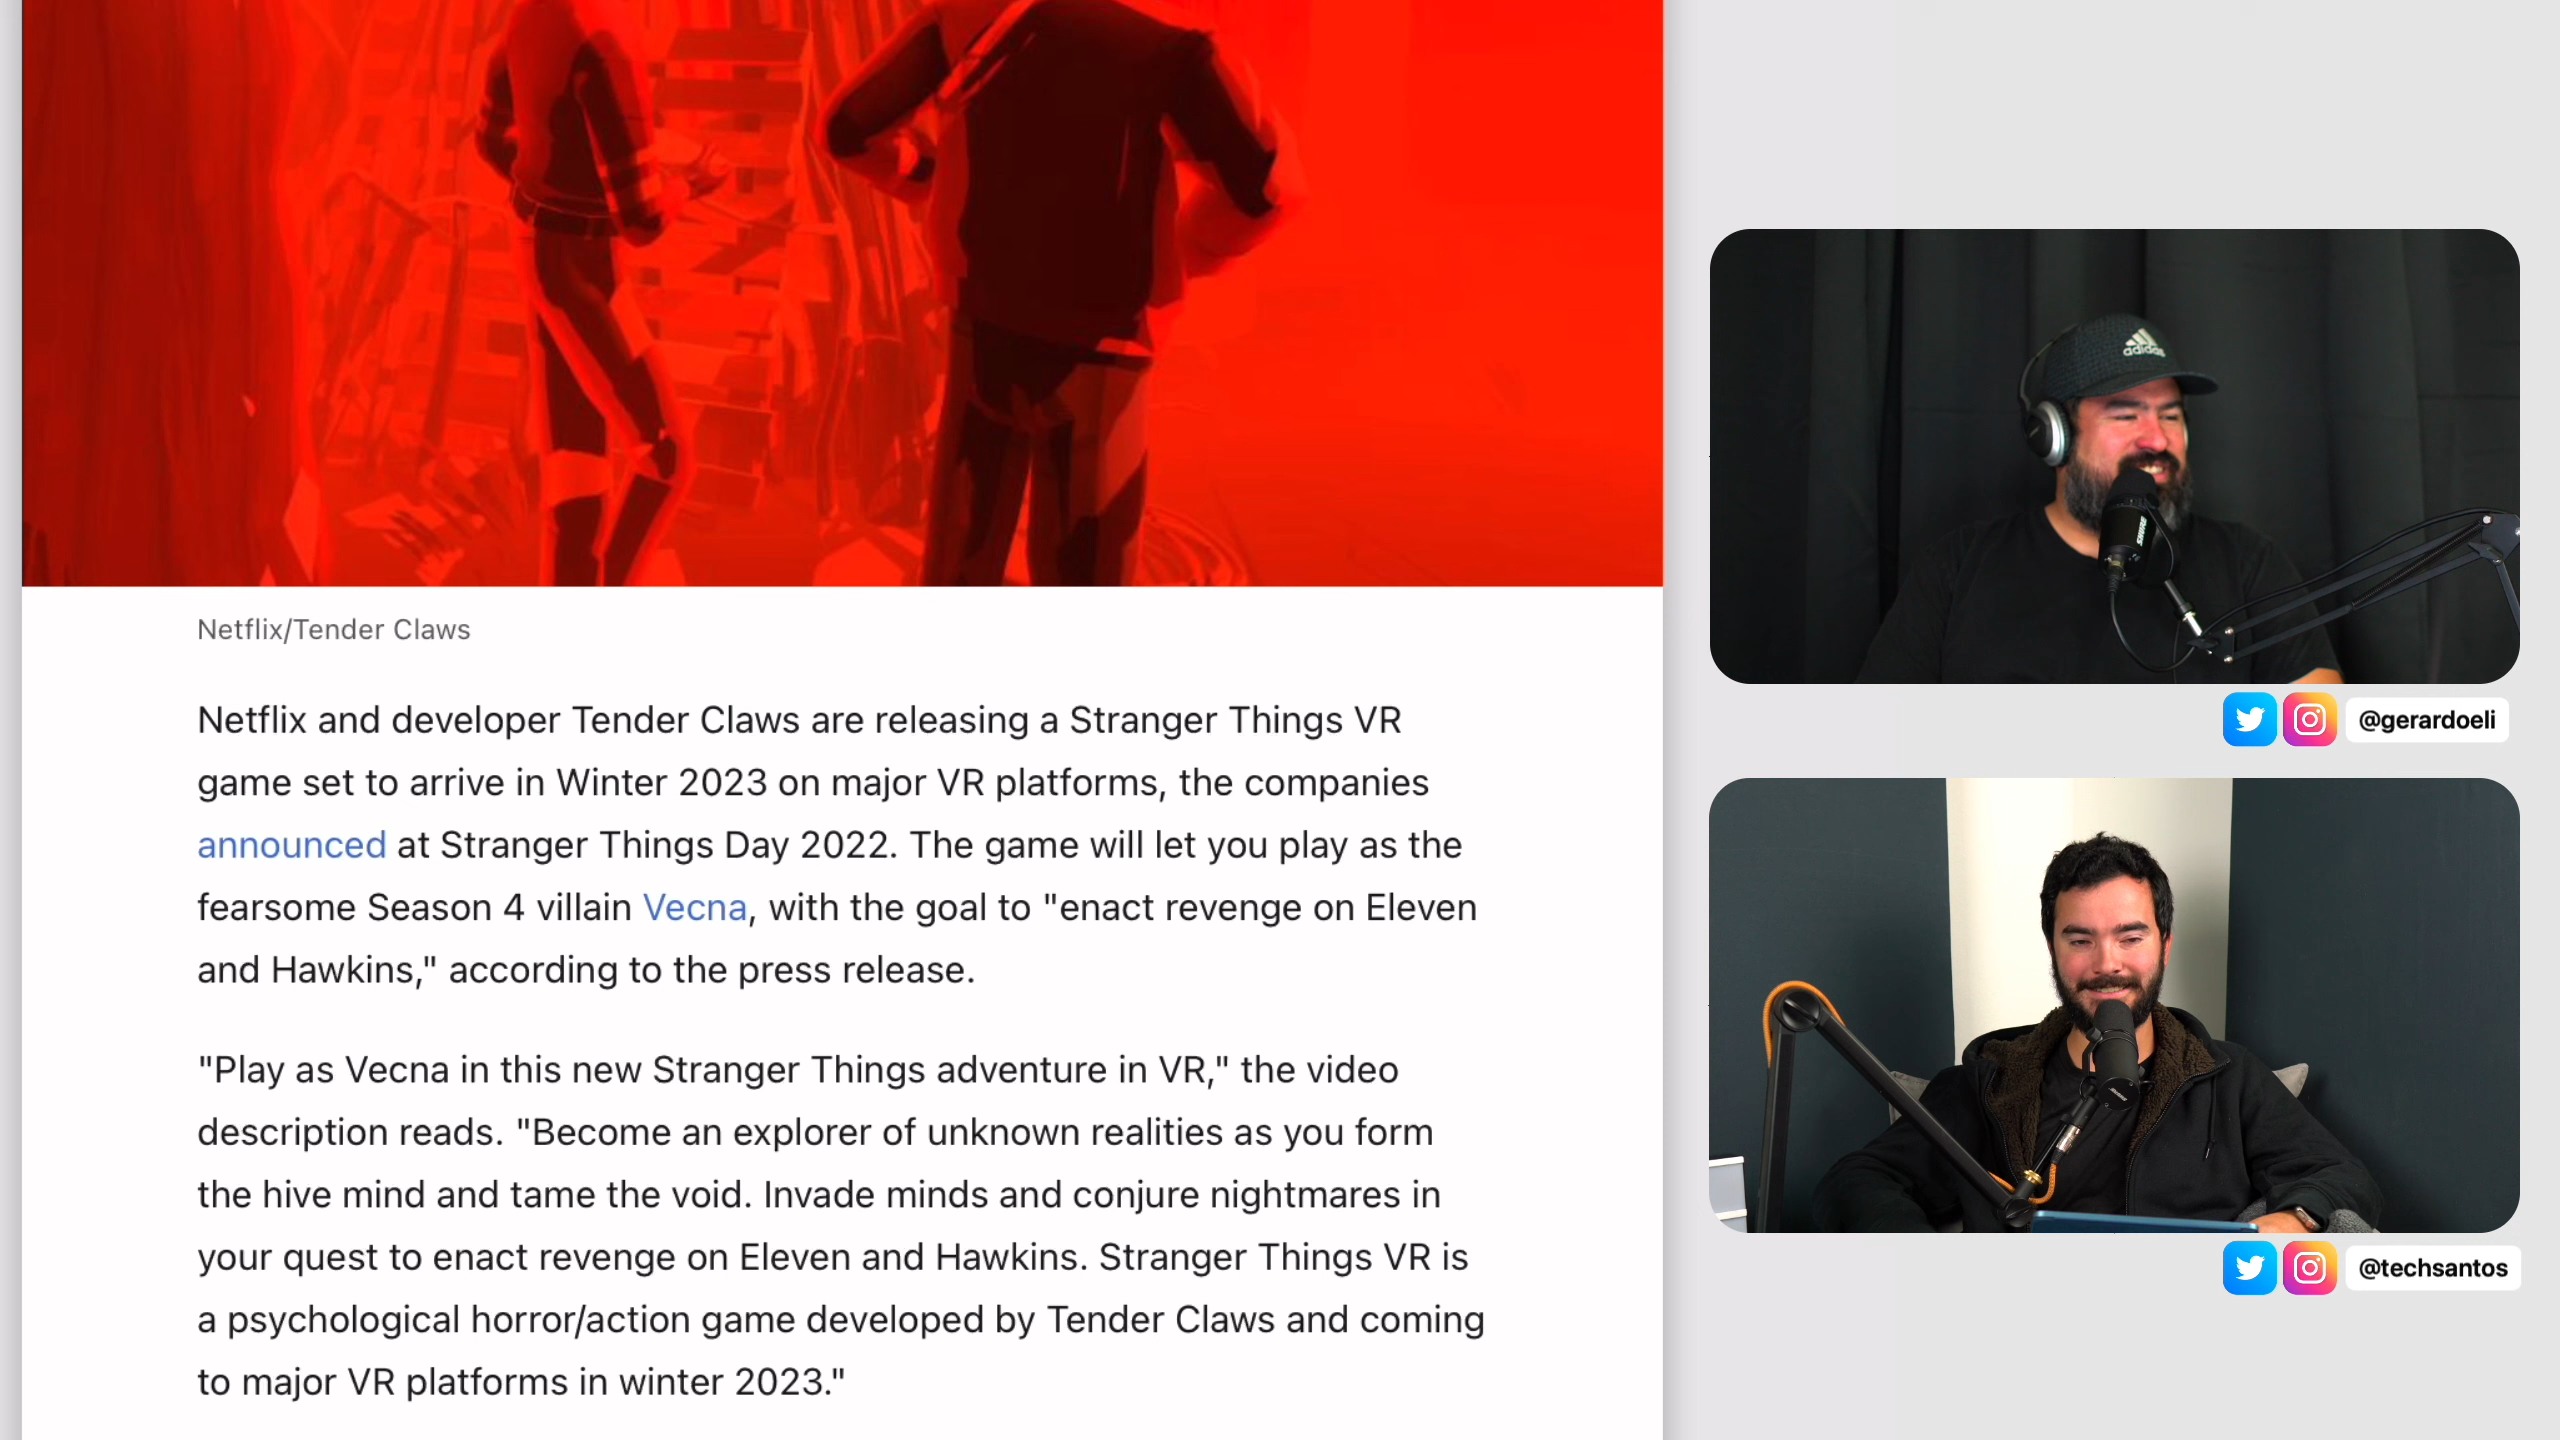 Netflix/Tender Claws
Netflix and developer Tender Claws are releasing a Stranger Things VR
game set to arrive in Winter 2023 on major VR platforms, the companies
announced at Stranger Things Day 2022. The game will let you play as the
fearsome Season 4 villain Vecna, with the goal to "enact revenge on Eleven
and Hawkins," according to the press release.
"Play as Vecna in this new Stranger Things adventure in VR," the video
description reads. "Become an explorer of unknown realities as you form
the hive mind and tame the void. Invade minds and conjure nightmares in
your quest to enact revenge on Eleven and Hawkins. Stranger Things VR is
a psychological horror/action game developed by Tender Claws and coming
to major VR platforms in winter 2023."
adidas
SHURE
@gerardoeli
@techsantos